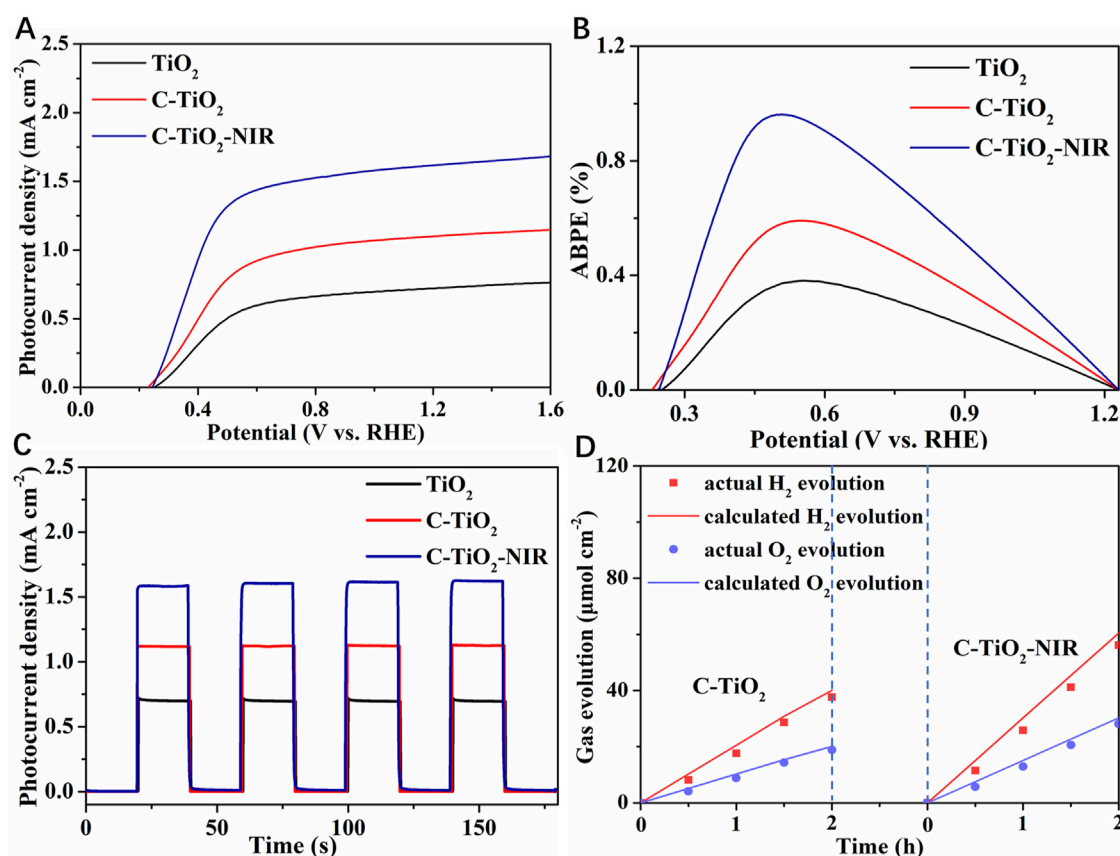 A
Photocurrent density (mA cm⁻²)
2.5
2.0
1.5
1.0
0.5
0.0
TiO₂
C-TiO₂
C-TiO₂-NIR
0.0 0.4 0.8 1.2 1.6
Potential (V vs. RHE)
B
ABPE (%)
1.2
0.8
0.4
0.0
TiO₂
C-TiO₂
C-TiO₂-NIR
0.3 0.6 0.9 1.2
Potential (V vs. RHE)
C
Photocurrent density (mA cm⁻²)
2.5
2.0
1.5
1.0
0.5
0.0
TiO₂
C-TiO₂
C-TiO₂-NIR
0 50 100 150
Time (s)
D
Gas evolution (μmol cm⁻²)
120
80
40
0
actual H₂ evolution
calculated H₂ evolution
actual O₂ evolution
calculated O₂ evolution
C-TiO₂
C-TiO₂-NIR
0 1 2 0 1 2
Time (h)